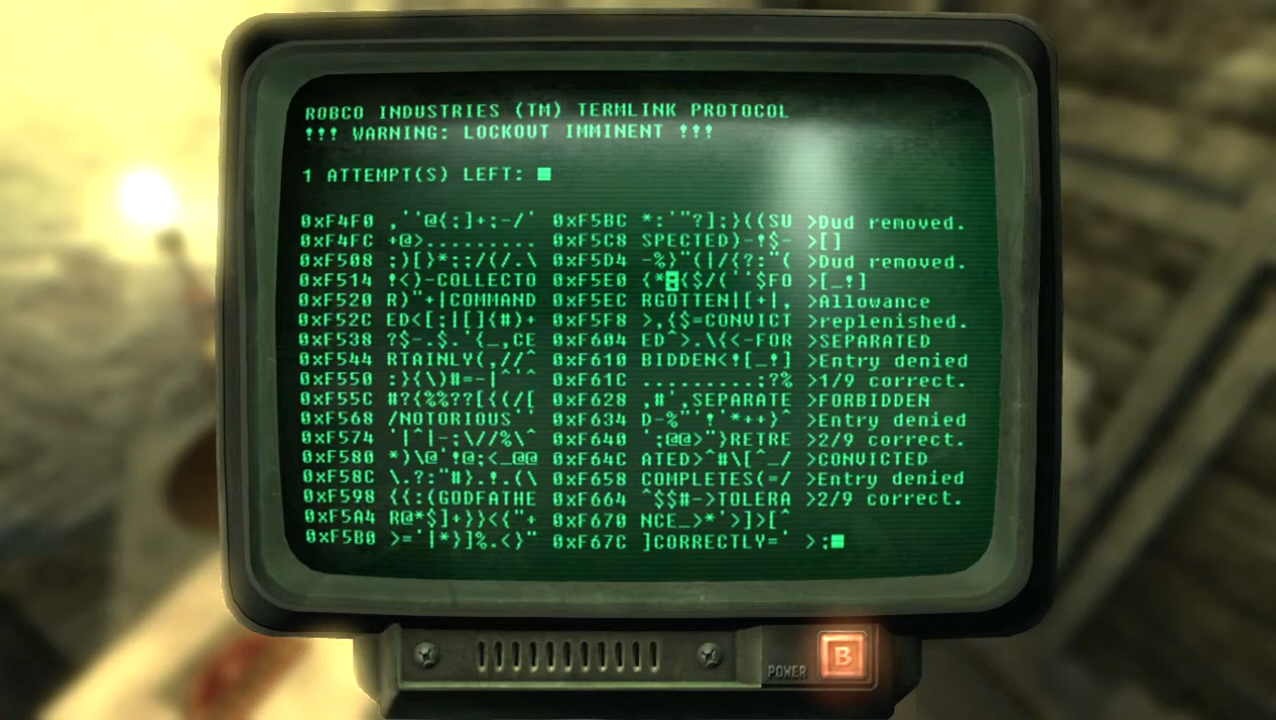 ROBCO INDUSTRIES (TM) TERMLINK PROTOCOL
!!! WARNING: LOCKOUT IMMINENT !!!
1 ATTEMPT(S) LEFT:
0xF4F0 ,''@{;]+;-/' 0xF5BC *:'"?];}((SU >Dud removed.
0xF4FC +@>......... 0xF5C8 SPECTED)-!$- >[]
0xF508 ;)[}*;;/(/.\ 0xF5D4 -%}"(|/{?:"( >Dud removed.
0xF514 !<)-COLLECTO 0xF5E0 {*:{$/(''$FO >[_!]
0xF520 R)"+|COMMAND 0xF5EC RGOTTEN|[+|, >Allowance
0xF52C ED<[;|[]{#)+ 0xF5F8 >,{$=CONVICT >replenished.
0xF538 ?$-.$.'{_,CE 0xF604 ED^>.\{<-FOR >SEPARATED
0xF544 RTAINLY(,//^ 0xF610 BIDDEN<![_!] >Entry denied
0xF550 :}{\)#=-|^'^ 0xF61C .........;?% >1/9 correct.
0xF55C #?{%%??[{(/[ 0xF628 ,#',SEPARATE >FORBIDDEN
0xF568 /NOTORIOUS'' 0xF634 D-%"'!'*++}^ >Entry denied
0xF574 '|^|-;\//%\^ 0xF640 ';@@>"}RETRE >2/9 correct.
0xF580 *)\@'!@;<_@@ 0xF64C ATED>^#\[^_/ >CONVICTED
0xF58C \.?:"#}.!.(\ 0xF658 COMPLETES(=/ >Entry denied
0xF598 {{:(GODFATHE 0xF664 ^$$#->TOLERA >2/9 correct.
0xF5A4 R@*$]+}}<{"+ 0xF670 NCE_>*'>]>[^
0xF5B0 >='|*}]%.<}" 0xF67C ]CORRECTLY=' >:
POWER
B